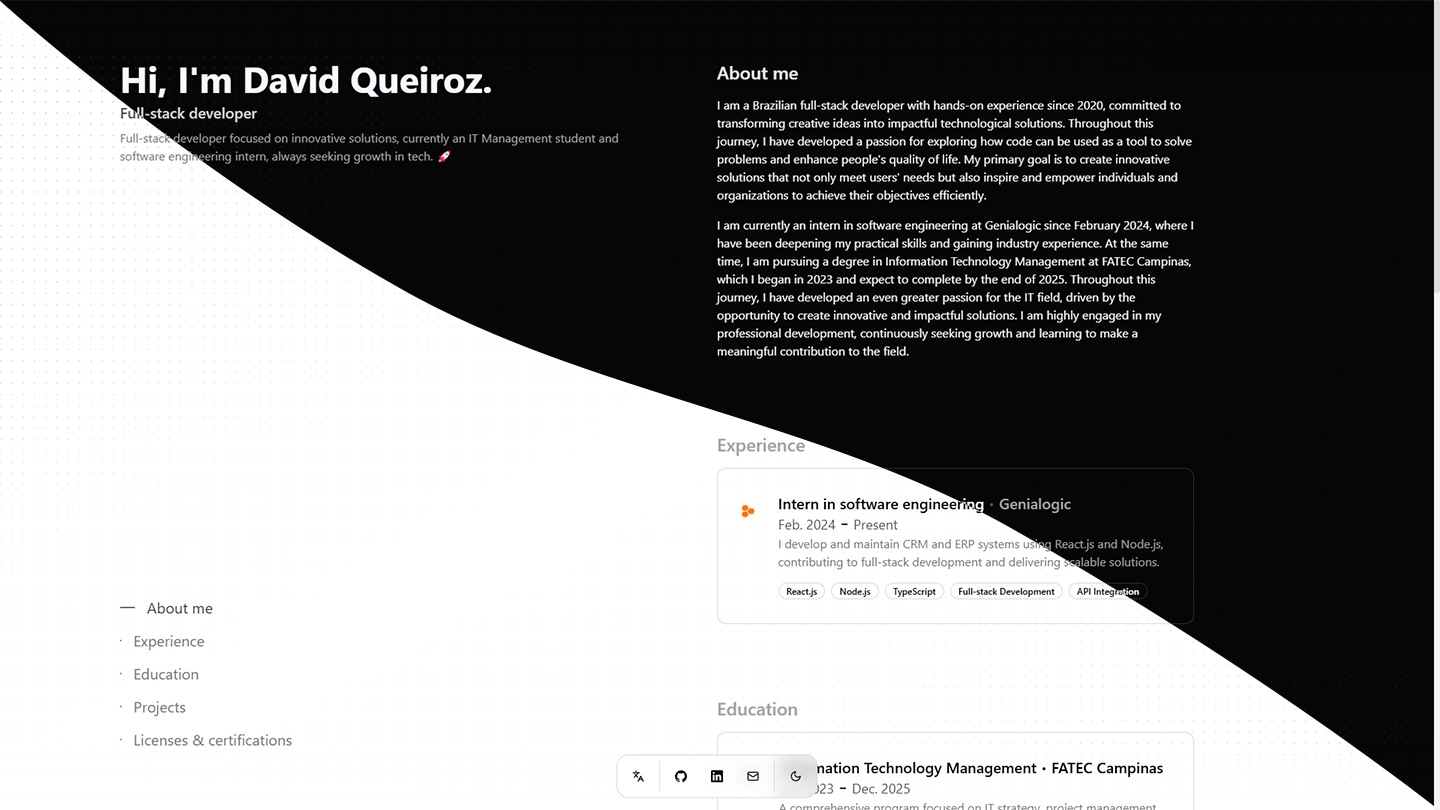 Hi, I'm David Queiroz.
Full-stack developer
Full-stack developer focused on innovative solutions, currently an IT Management student and
software engineering intern, always seeking growth in tech. 🚀
About me
Experience
Education
Projects
Licenses & certifications
About me
I am a Brazilian full-stack developer with hands-on experience since 2020, committed to
transforming creative ideas into impactful technological solutions. Throughout this
journey, I have developed a passion for exploring how code can be used as a tool to solve
problems and enhance people's quality of life. My primary goal is to create innovative
solutions that not only meet users' needs but also inspire and empower individuals and
organizations to achieve their objectives efficiently.
I am currently an intern in software engineering at Genialogic since February 2024, where I
have been deepening my practical skills and gaining industry experience. At the same
time, I am pursuing a degree in Information Technology Management at FATEC Campinas,
which I began in 2023 and expect to complete by the end of 2025. Throughout this
journey, I have developed an even greater passion for the IT field, driven by the
opportunity to create innovative and impactful solutions. I am highly engaged in my
professional development, continuously seeking growth and learning to make a
meaningful contribution to the field.
Experience
Intern in software engineering · Genialogic
Feb. 2024 – Present
I develop and maintain CRM and ERP systems using React.js and Node.js,
contributing to full-stack development and delivering scalable solutions.
React.js Node.js TypeScript Full-stack Development API Integration
Education
mation Technology Management · FATEC Campinas
023 – Dec. 2025
A comprehensive program focused on IT strategy, project management,